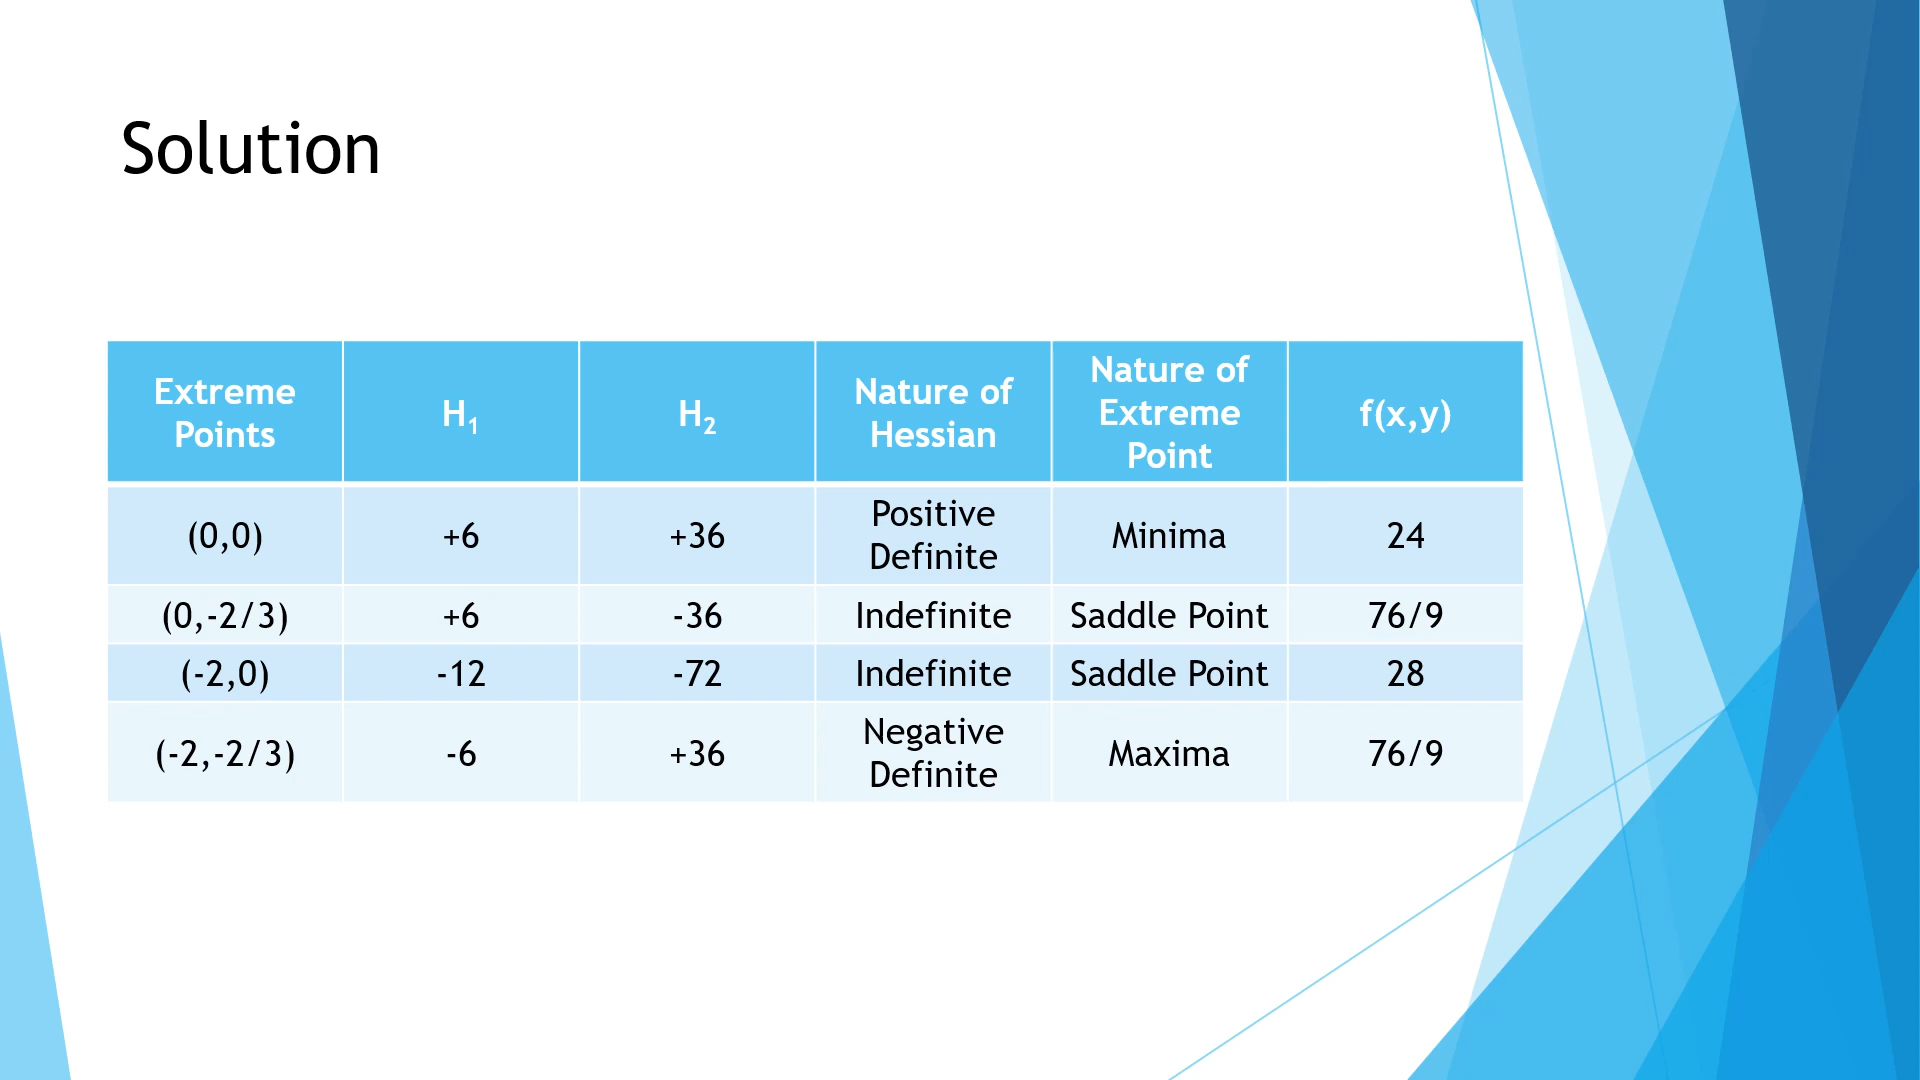 Solution
Extreme
Points
H₁
H₂
Nature of
Hessian
Nature of
Extreme
Point
f(x,y)
(0,0)
+6
+36
Positive
Definite
Minima
24
(0,-2/3)
+6
-36
Indefinite
Saddle Point
76/9
(-2,0)
-12
-72
Indefinite
Saddle Point
28
(-2,-2/3)
-6
+36
Negative
Definite
Maxima
76/9